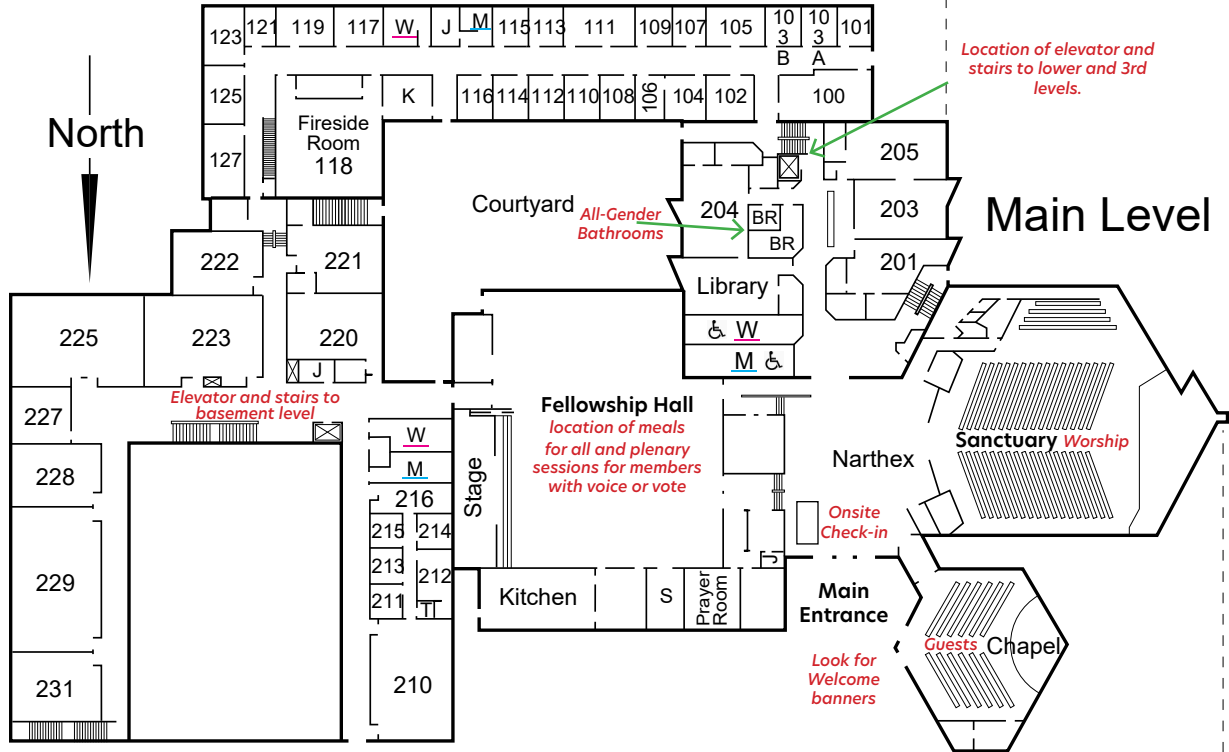 121
119
117
W
J
M
115
113
111
109
107
105
10
3
B
10
3
A
101
123
Location of elevator and
stairs to lower and 3rd
levels.
125
K
116
114
112
110
108
106
104
102
100
North
Fireside
Room
118
127
205
Courtyard
All-Gender
Bathrooms
204
BR
BR
203
Main Level
222
221
201
Library
225
223
220
W
M
J
Elevator and stairs to
basement level
227
Fellowship Hall
location of meals
for all and plenary
sessions for members
with voice or vote
W
M
Sanctuary Worship
Narthex
228
216
Stage
215
214
Onsite
Check-in
213
212
J
229
211
T
Kitchen
S
Prayer
Room
Main
Entrance
Guests
Chapel
Look for
Welcome
banners
231
210